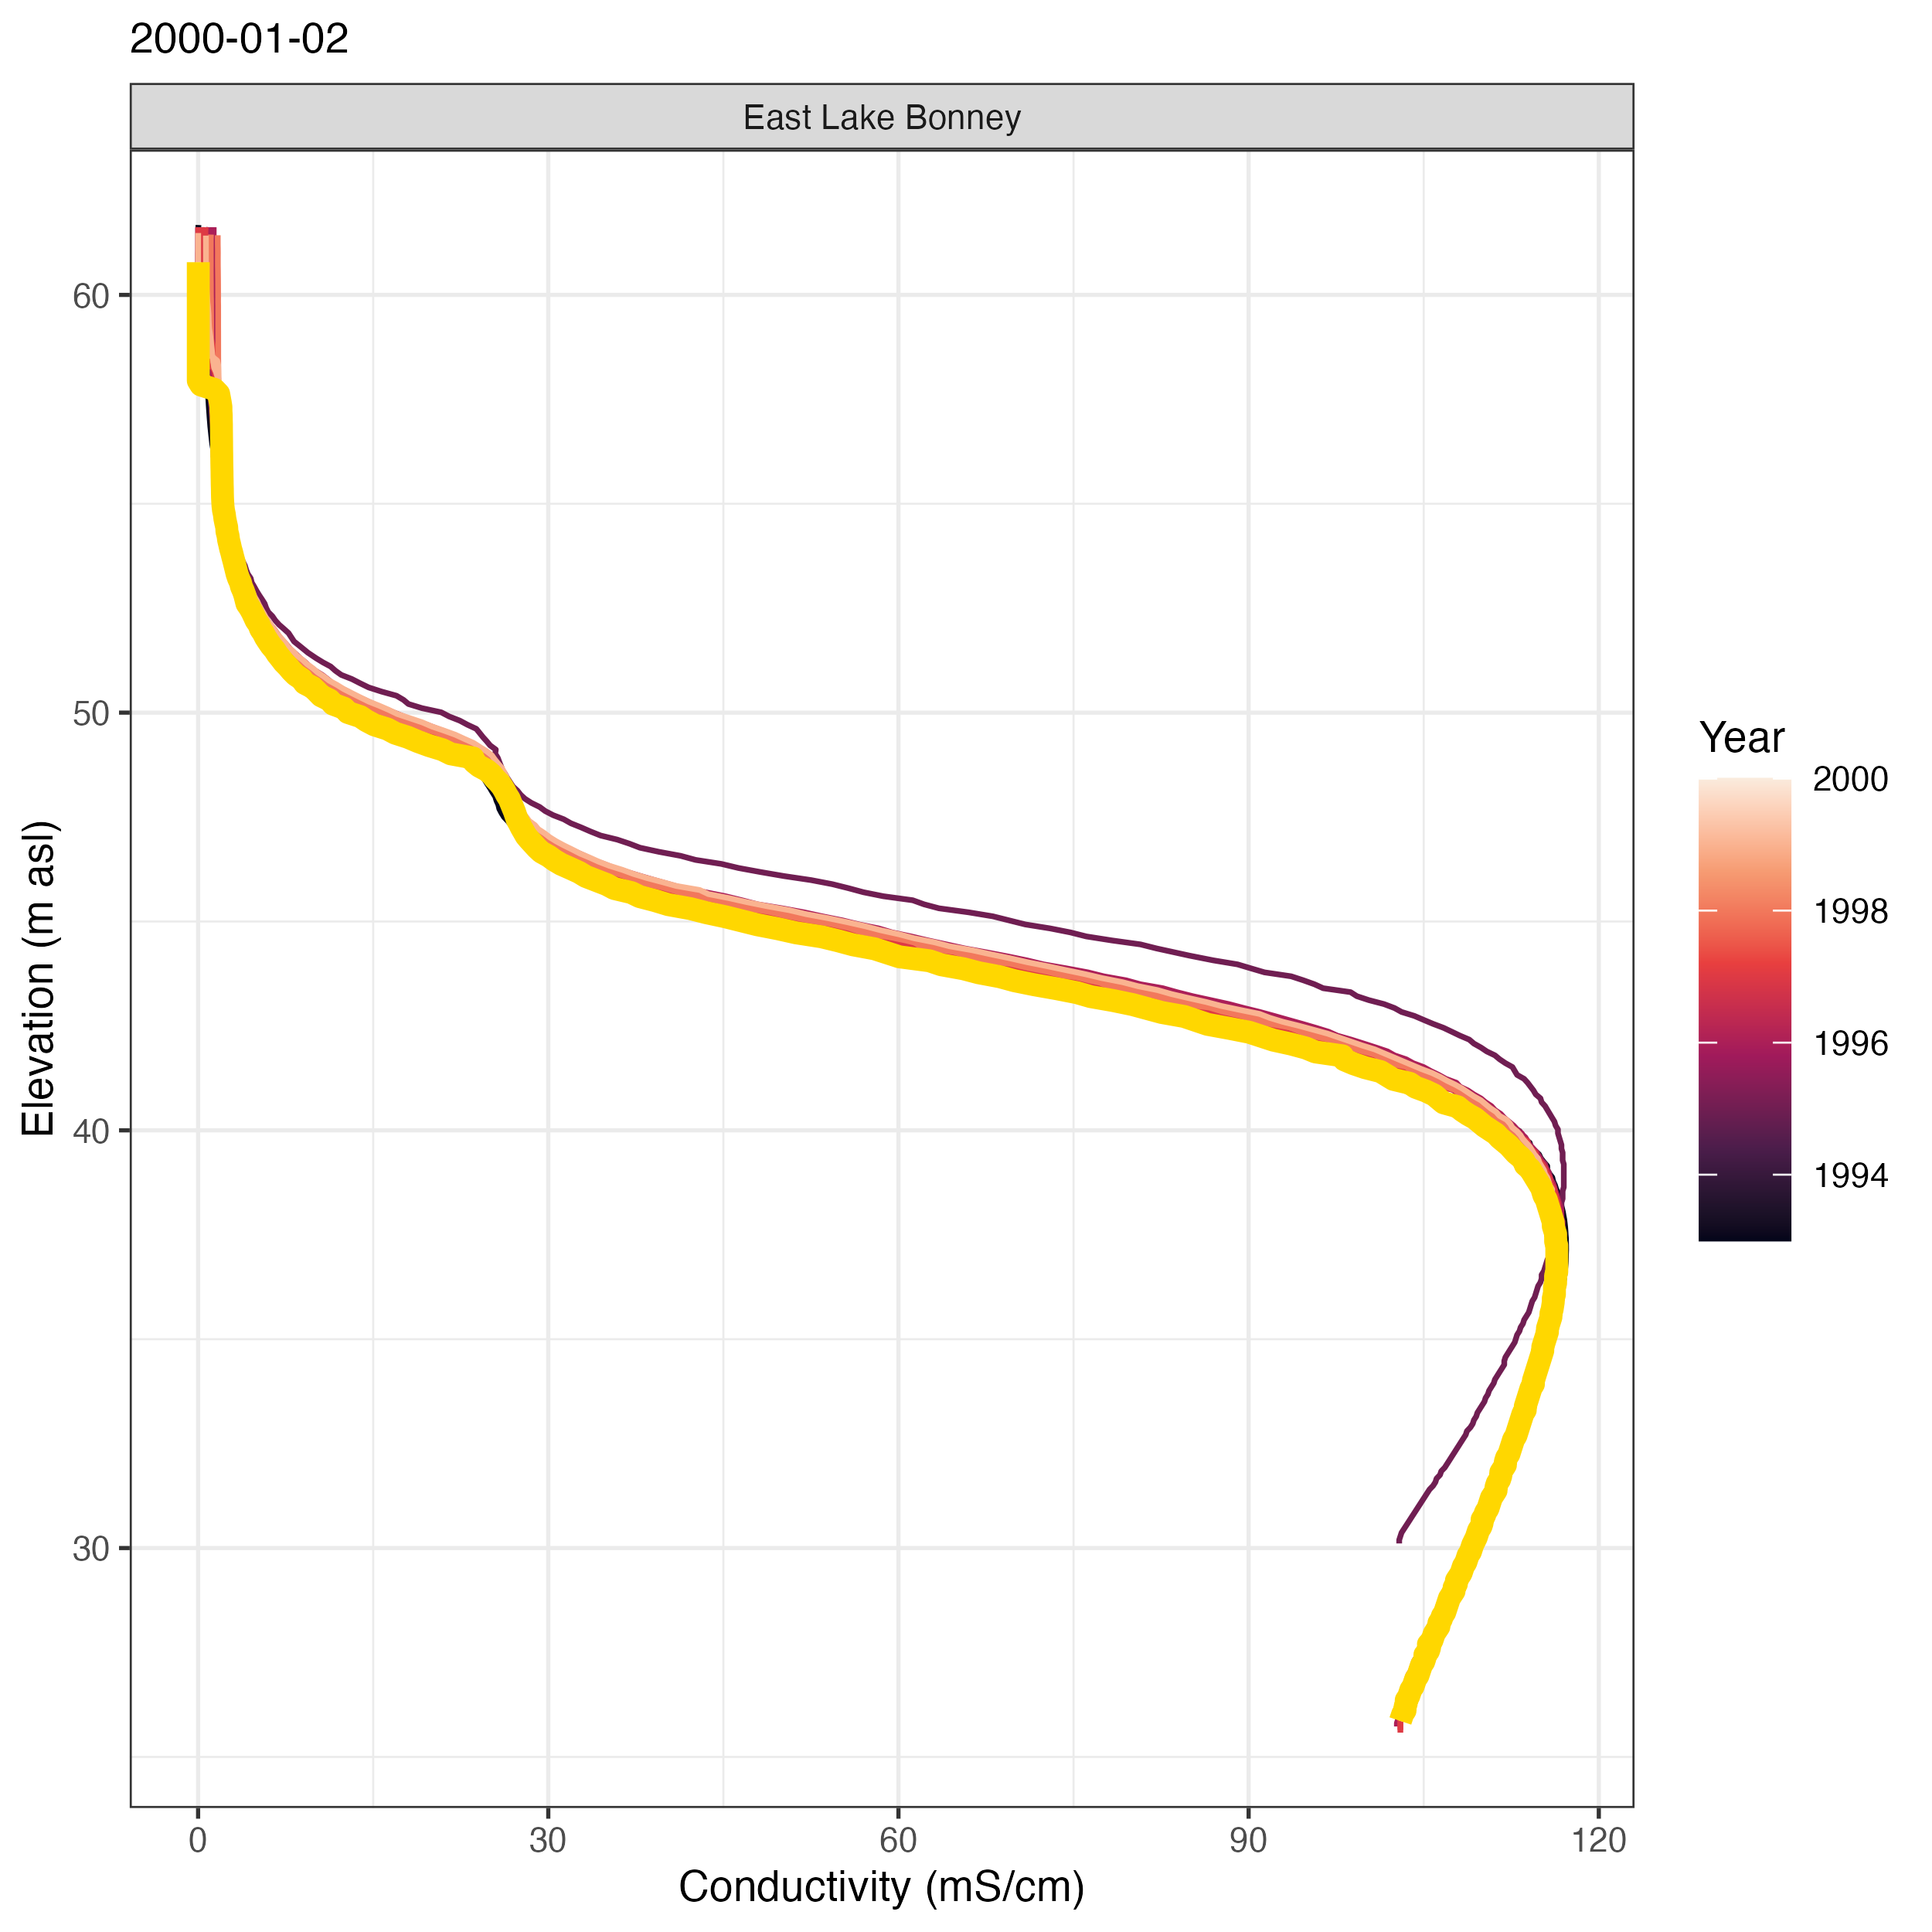 2000-01-02
East Lake Bonney
60
50
40
30
Elevation (m asl)
0 30 60 90 120
Conductivity (mS/cm)
Year
2000
1998
1996
1994